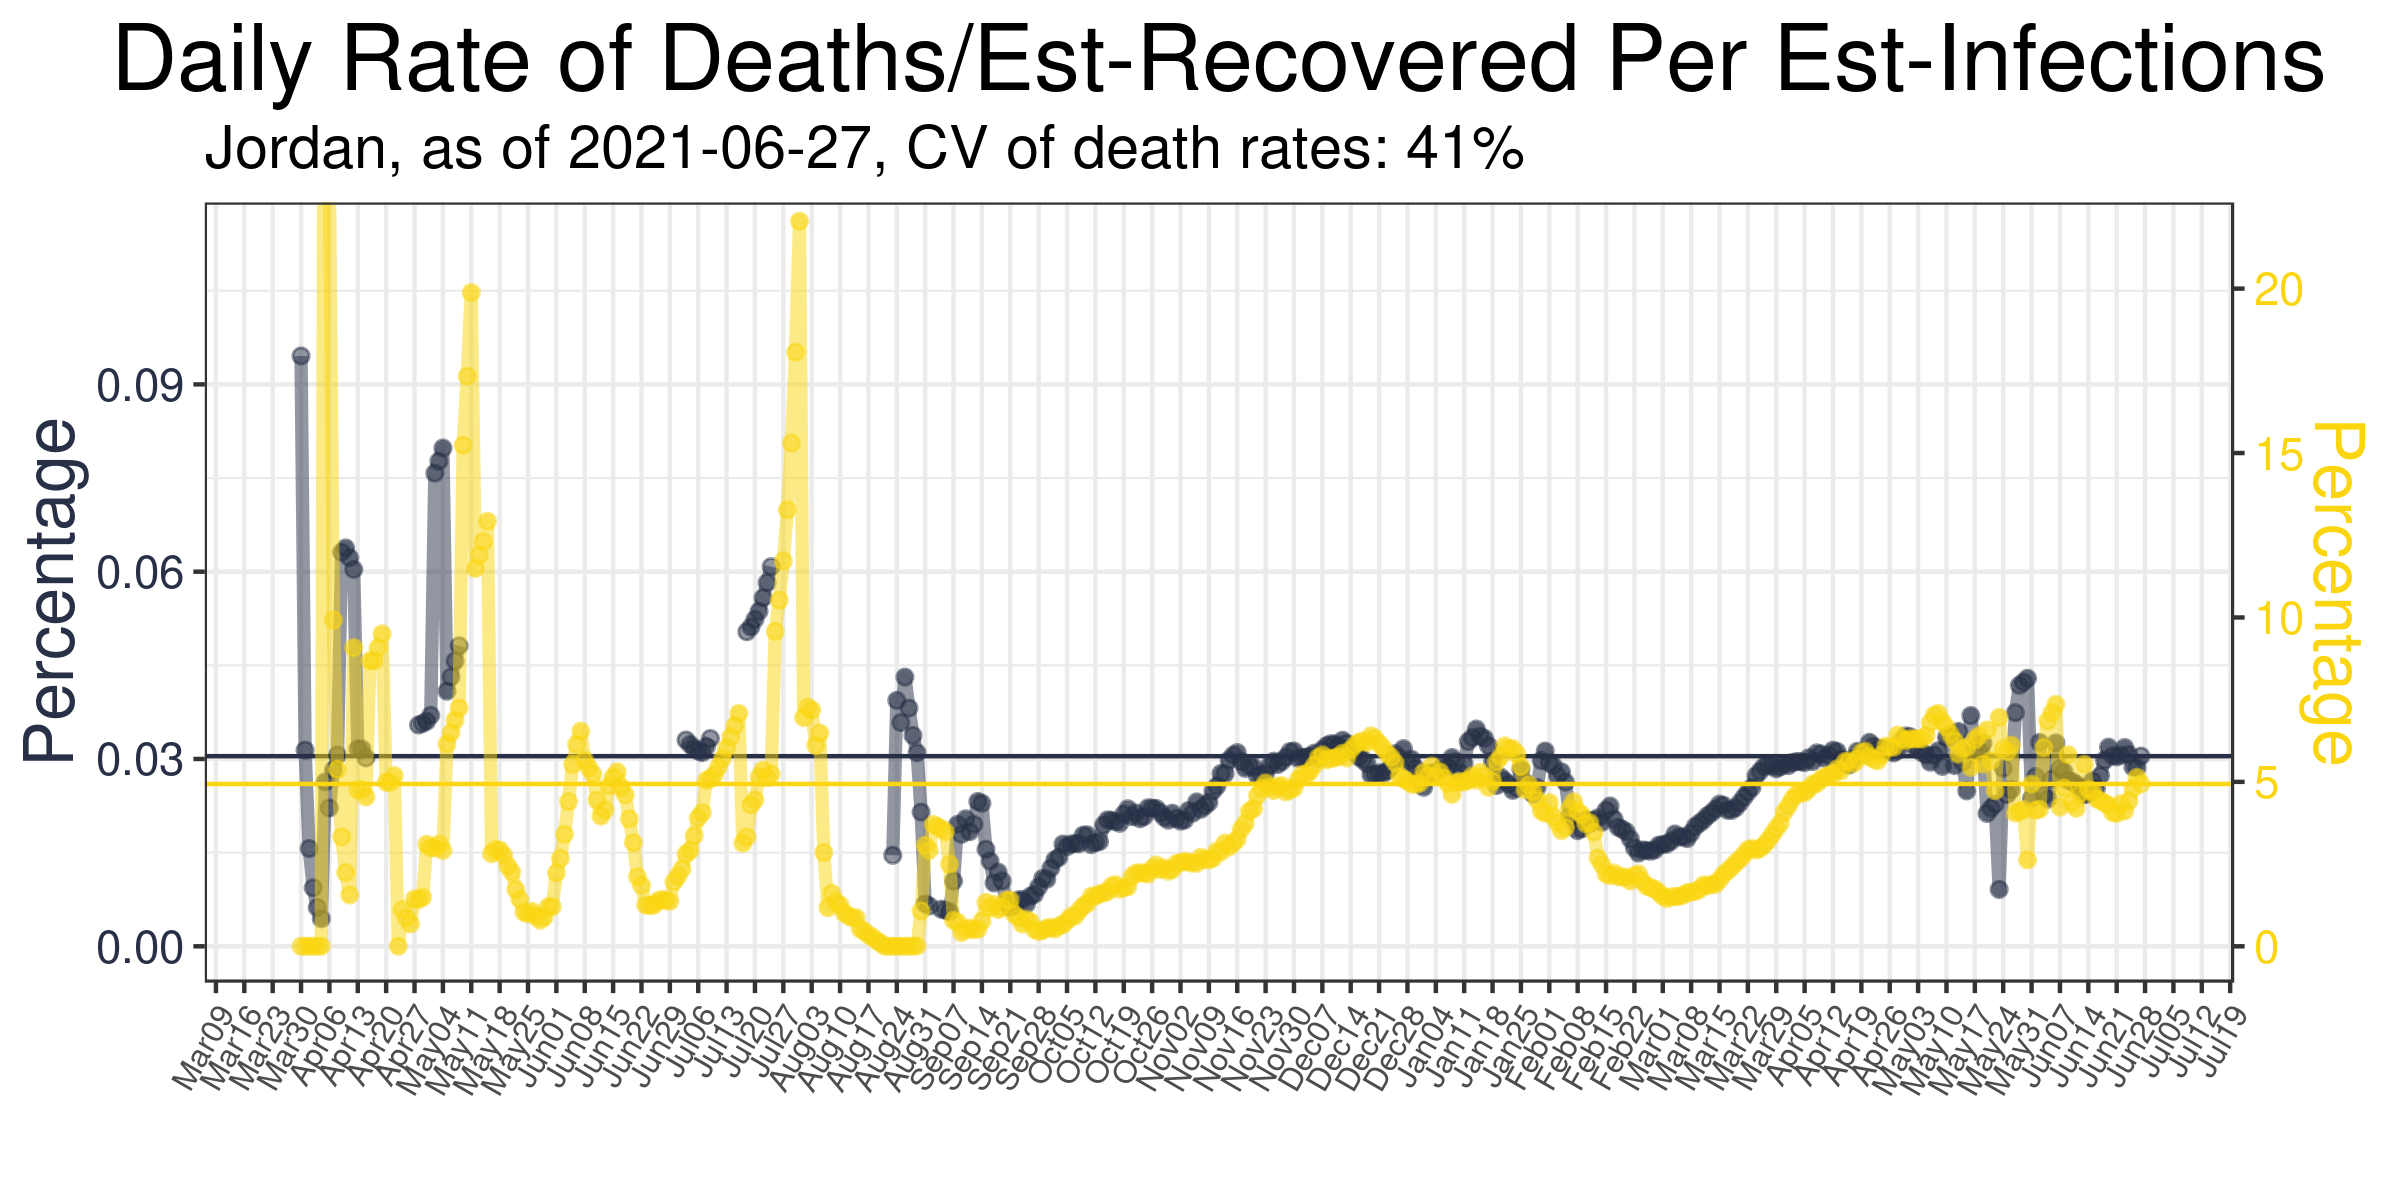 Daily Rate of Deaths/Est-Recovered Per Est-Infections
Jordan, as of 2021-06-27, CV of death rates: 41%
Percentage
0.09
0.06
0.03
0.00
20
15
10
5
0
Percentage
Mar09
Mar16
Mar23
Mar30
Apr06
Apr13
Apr20
Apr27
May04
May11
May18
May25
Jun01
Jun08
Jun15
Jun22
Jun29
Jul06
Jul13
Jul20
Jul27
Aug03
Aug10
Aug17
Aug24
Aug31
Sep07
Sep14
Sep21
Sep28
Oct05
Oct12
Oct19
Oct26
Nov02
Nov09
Nov16
Nov23
Nov30
Dec07
Dec14
Dec21
Dec28
Jan04
Jan11
Jan18
Jan25
Feb01
Feb08
Feb15
Feb22
Mar01
Mar08
Mar15
Mar22
Mar29
Apr05
Apr12
Apr19
Apr26
May03
May10
May17
May24
May31
Jun07
Jun14
Jun21
Jun28
Jul05
Jul12
Jul19